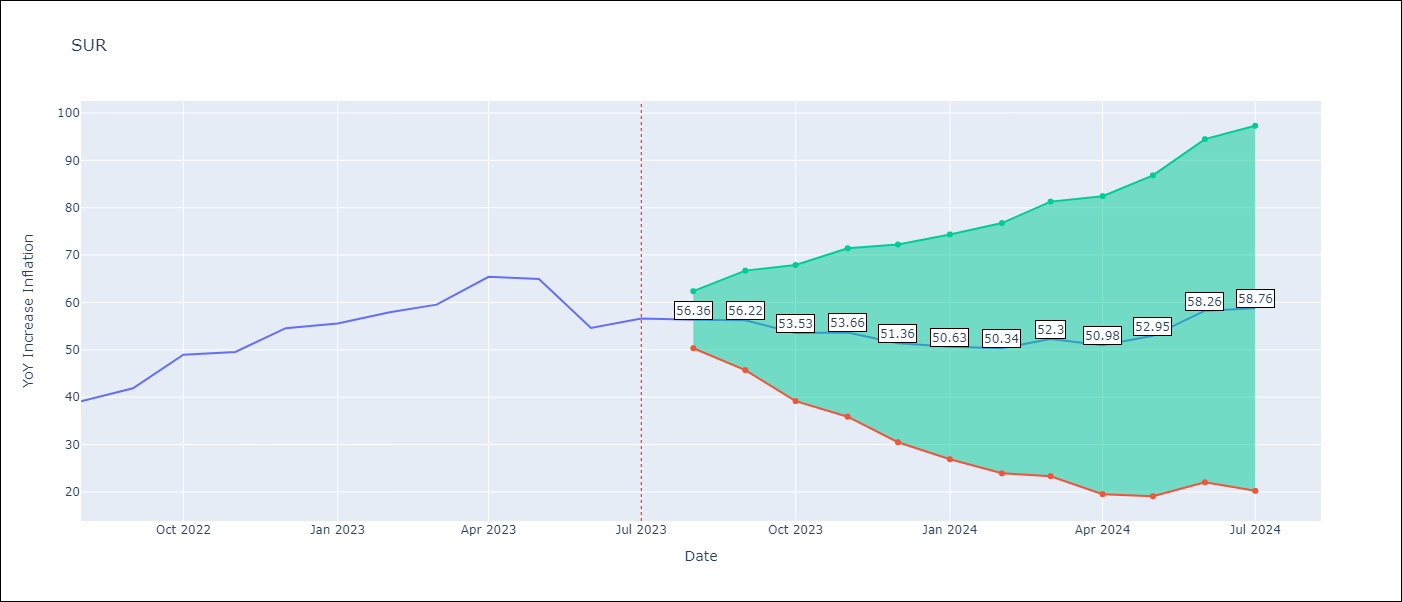 SUR
100
90
80
70
60
50
40
30
20
YoY Increase Inflation
56.36
56.22
53.53
53.66
51.36
50.63
50.34
52.3
50.98
52.95
58.26
58.76
Oct 2022
Jan 2023
Apr 2023
Jul 2023
Oct 2023
Jan 2024
Apr 2024
Jul 2024
Date